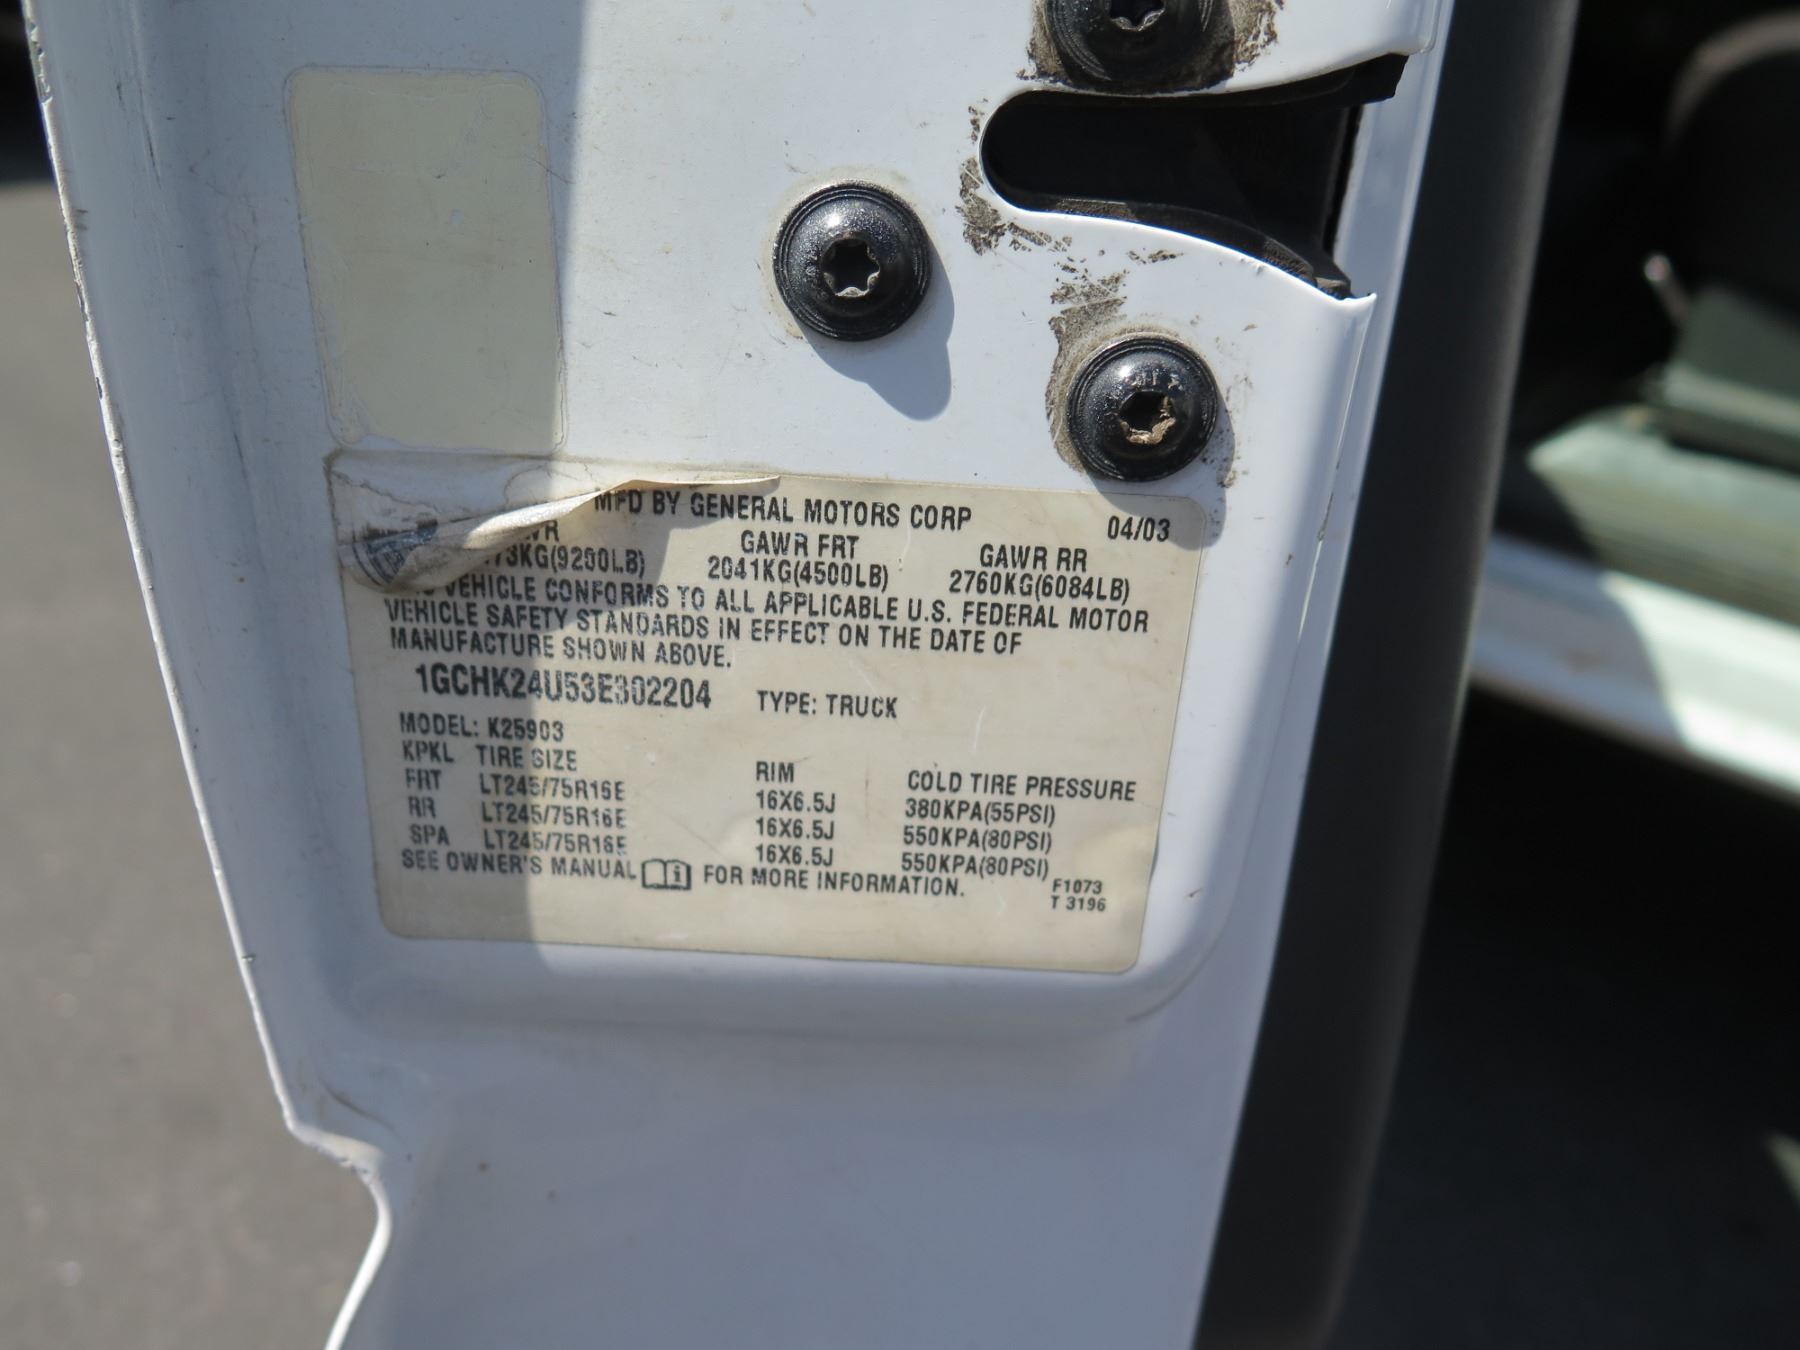 MFD BY GENERAL MOTORS CORP 04/03
GAWR FRT GAWR RR
2041KG(4500LB) 2760KG(6084LB)
VEHICLE CONFORMS TO ALL APPLICABLE U.S. FEDERAL MOTOR
VEHICLE SAFETY STANDARDS IN EFFECT ON THE DATE OF
MANUFACTURE SHOWN ABOVE.
1GCHK24U53E302204 TYPE: TRUCK
MODEL: K25903
KPKL TIRE SIZE RIM COLD TIRE PRESSURE
FRT LT245/75R16E 16X6.5J 380KPA(55PSI)
RR LT245/75R16E 16X6.5J 550KPA(80PSI)
SPA LT245/75R16E 16X6.5J 550KPA(80PSI)
SEE OWNER'S MANUAL FOR MORE INFORMATION.
F1073
T 3196